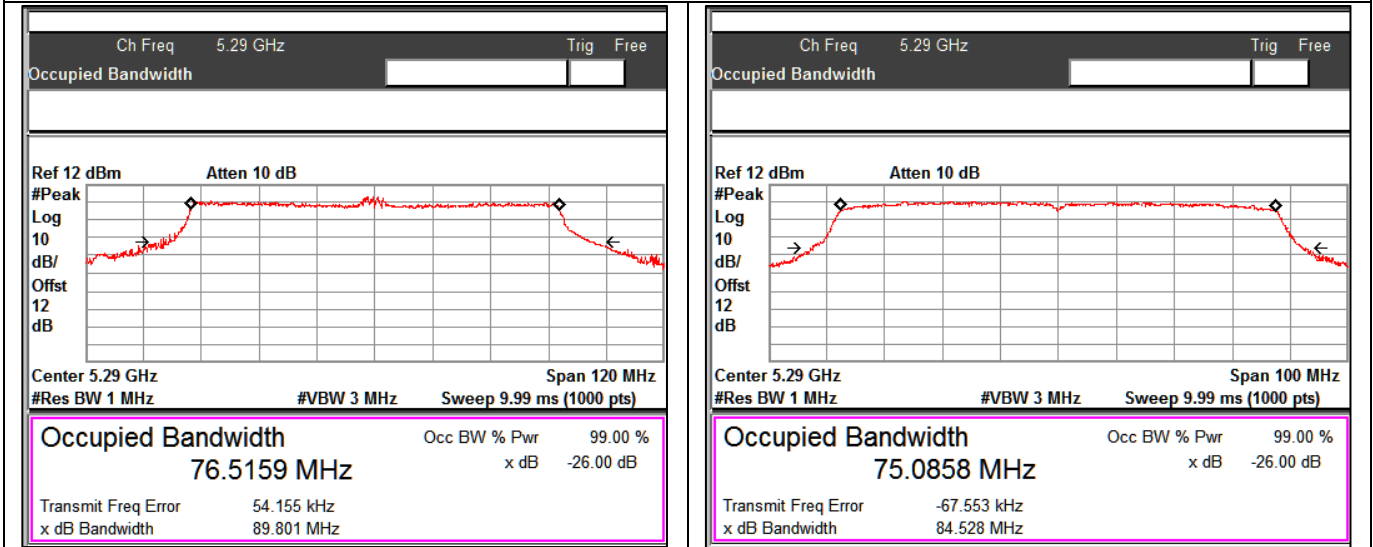 Ch Freq 5.29 GHz Trig Free
Occupied Bandwidth
Ref 12 dBm Atten 10 dB
#Peak
Log
10
dB/
Offst
12
dB
Center 5.29 GHz Span 120 MHz
#Res BW 1 MHz #VBW 3 MHz Sweep 9.99 ms (1000 pts)
Occupied Bandwidth Occ BW % Pwr 99.00 %
76.5159 MHz x dB -26.00 dB
Transmit Freq Error 54.155 kHz
x dB Bandwidth 89.801 MHz
Ch Freq 5.29 GHz Trig Free
Occupied Bandwidth
Ref 12 dBm Atten 10 dB
#Peak
Log
10
dB/
Offst
12
dB
Center 5.29 GHz Span 100 MHz
#Res BW 1 MHz #VBW 3 MHz Sweep 9.99 ms (1000 pts)
Occupied Bandwidth Occ BW % Pwr 99.00 %
75.0858 MHz x dB -26.00 dB
Transmit Freq Error -67.553 kHz
x dB Bandwidth 84.528 MHz